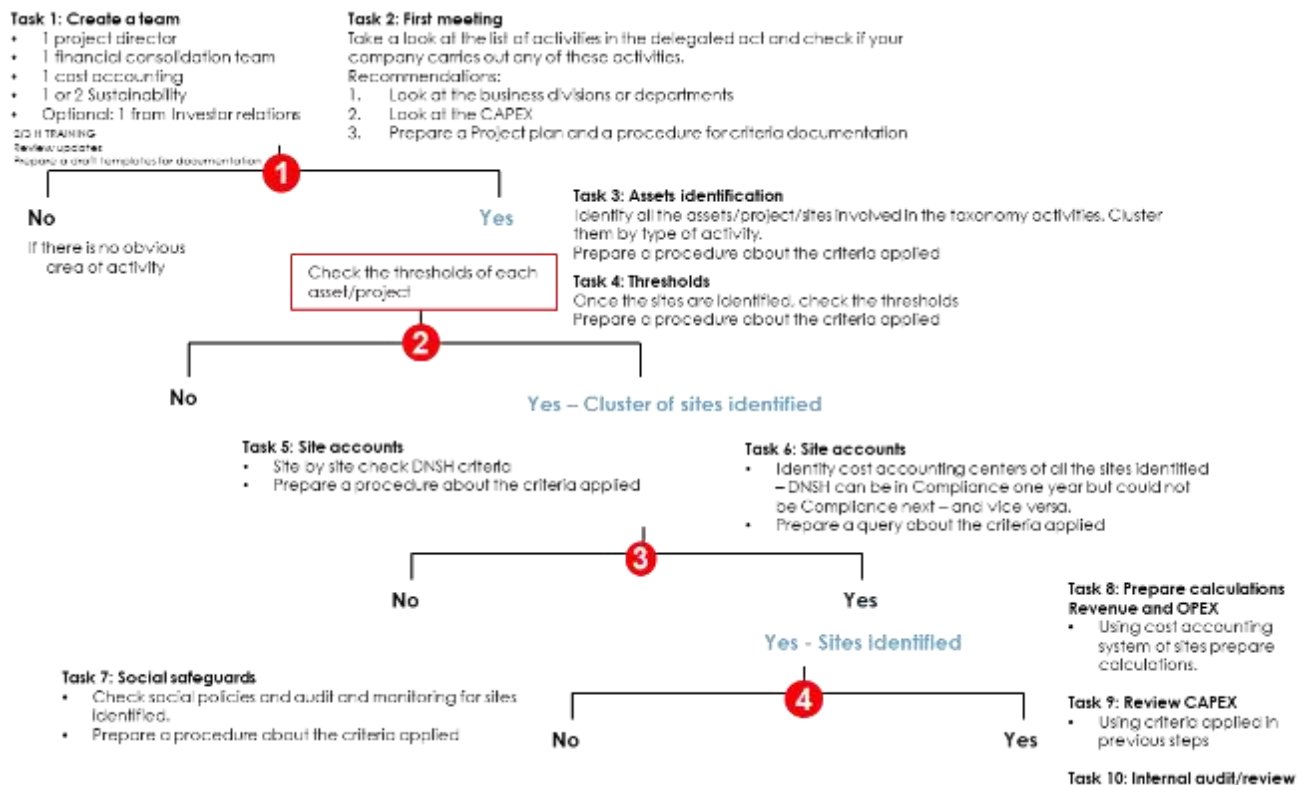 Task 1: Create a team
• 1 project director
• 1 financial consolidation team
• 1 cost accounting
• 1 or 2 Sustainability
• Optional: 1 from Investor relations
2/3 H TRAINING
Review updates
Prepare a draft templates for documentation
Task 2: First meeting
Take a look at the list of activities in the delegated act and check if your
company carries out any of these activities.
Recommendations:
1. Look at the business divisions or departments
2. Look at the CAPEX
3. Prepare a Project plan and a procedure for criteria documentation
1
No
If there is no obvious
area of activity
Yes
Check the thresholds of each
asset/project
Task 3: Assets identification
Identify all the assets/project/sites involved in the taxonomy activities. Cluster
them by type of activity.
Prepare a procedure about the criteria applied
Task 4: Thresholds
Once the sites are identified, check the thresholds
Prepare a procedure about the criteria applied
2
No
Yes – Cluster of sites identified
Task 5: Site accounts
• Site by site check DNSH criteria
• Prepare a procedure about the criteria applied
Task 6: Site accounts
• Identify cost accounting centers of all the sites identified
– DNSH can be in Compliance one year but could not
be Compliance next – and vice versa.
• Prepare a query about the criteria applied
3
No
Yes
Yes - Sites identified
Task 7: Social safeguards
• Check social policies and audit and monitoring for sites
identified.
• Prepare a procedure about the criteria applied
4
No
Yes
Task 8: Prepare calculations
Revenue and OPEX
• Using cost accounting
system of sites prepare
calculations.
Task 9: Review CAPEX
• Using criteria applied in
previous steps
Task 10: Internal audit/review